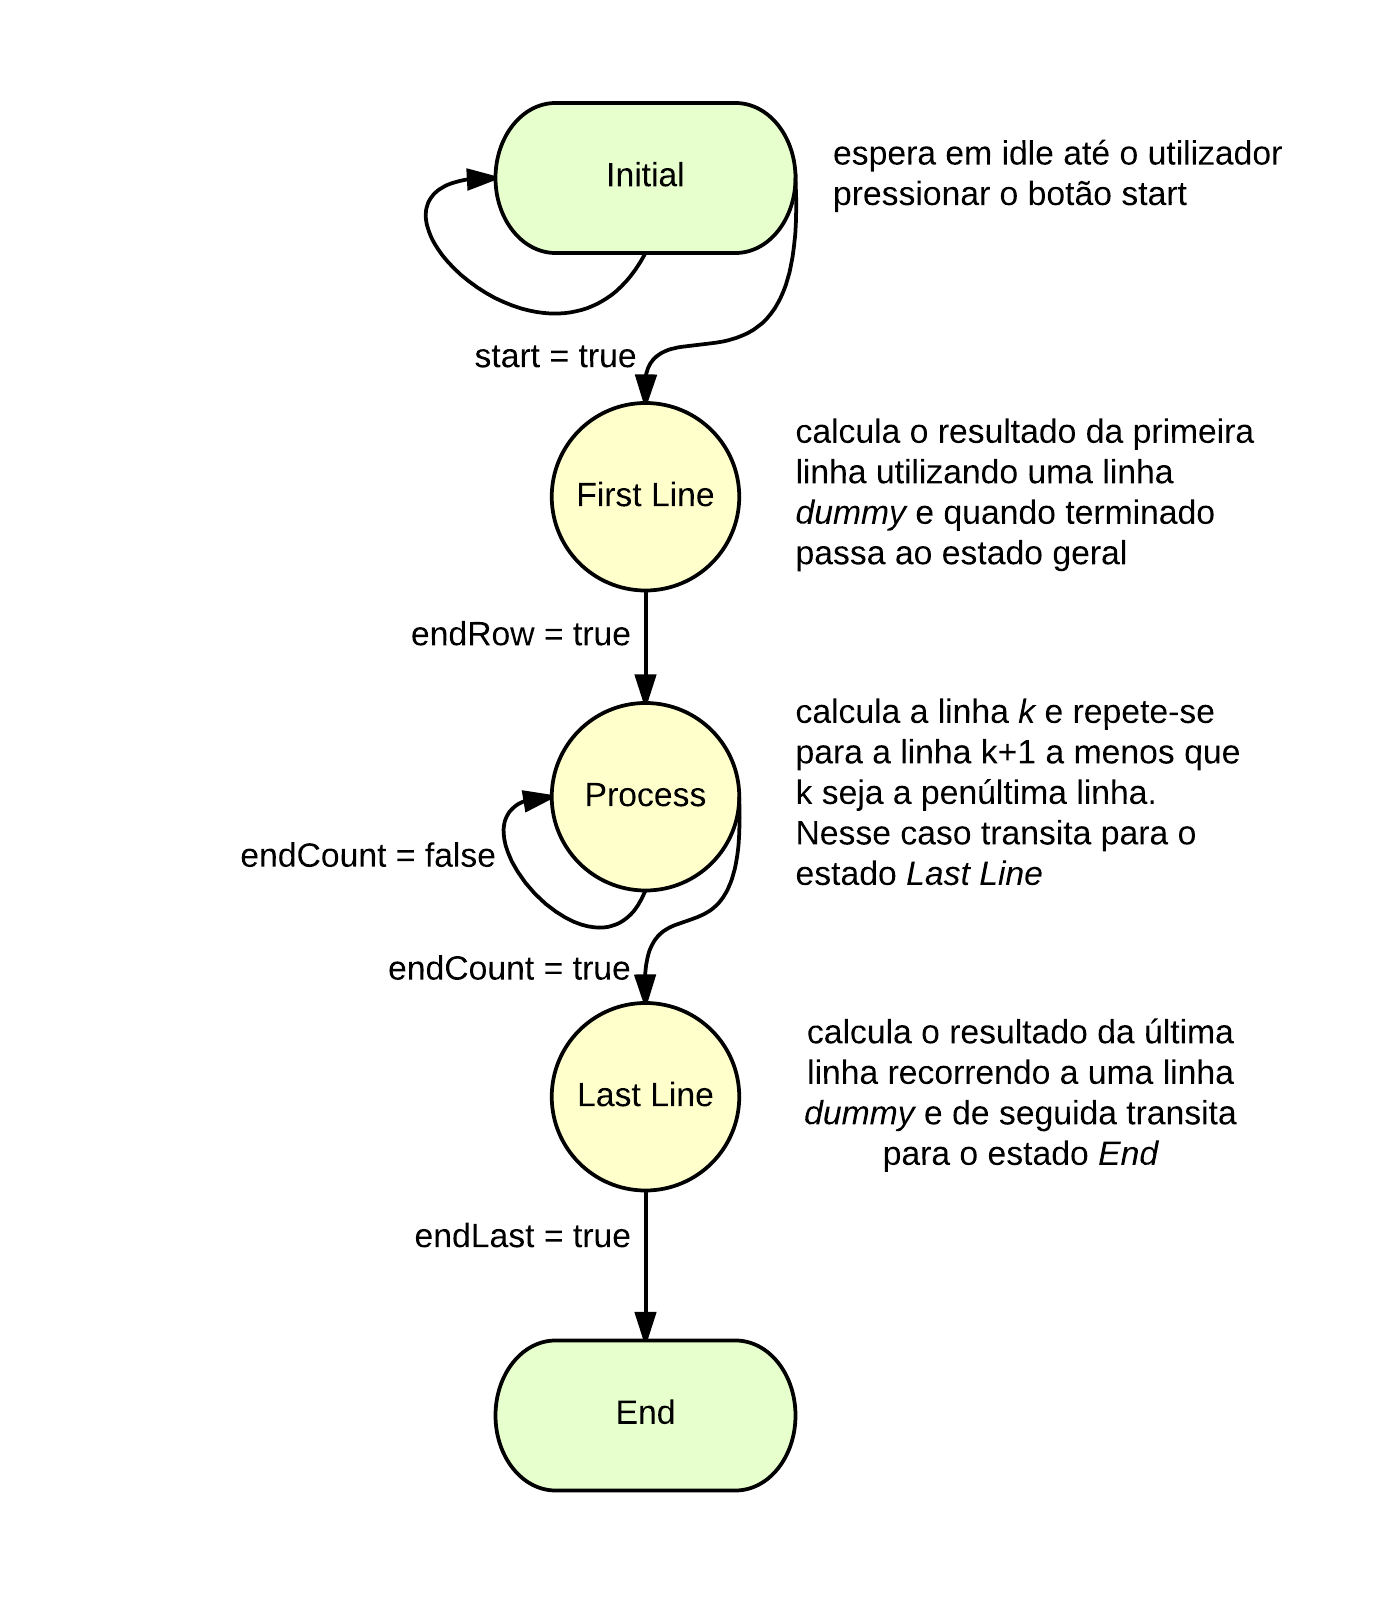 Initial
espera em idle até o utilizador
pressionar o botão start
start = true
First Line
calcula o resultado da primeira
linha utilizando uma linha
dummy e quando terminado
passa ao estado geral
endRow = true
Process
calcula a linha k e repete-se
para a linha k+1 a menos que
k seja a penúltima linha.
Nesse caso transita para o
estado Last Line
endCount = false
endCount = true
Last Line
calcula o resultado da última
linha recorrendo a uma linha
dummy e de seguida transita
para o estado End
endLast = true
End